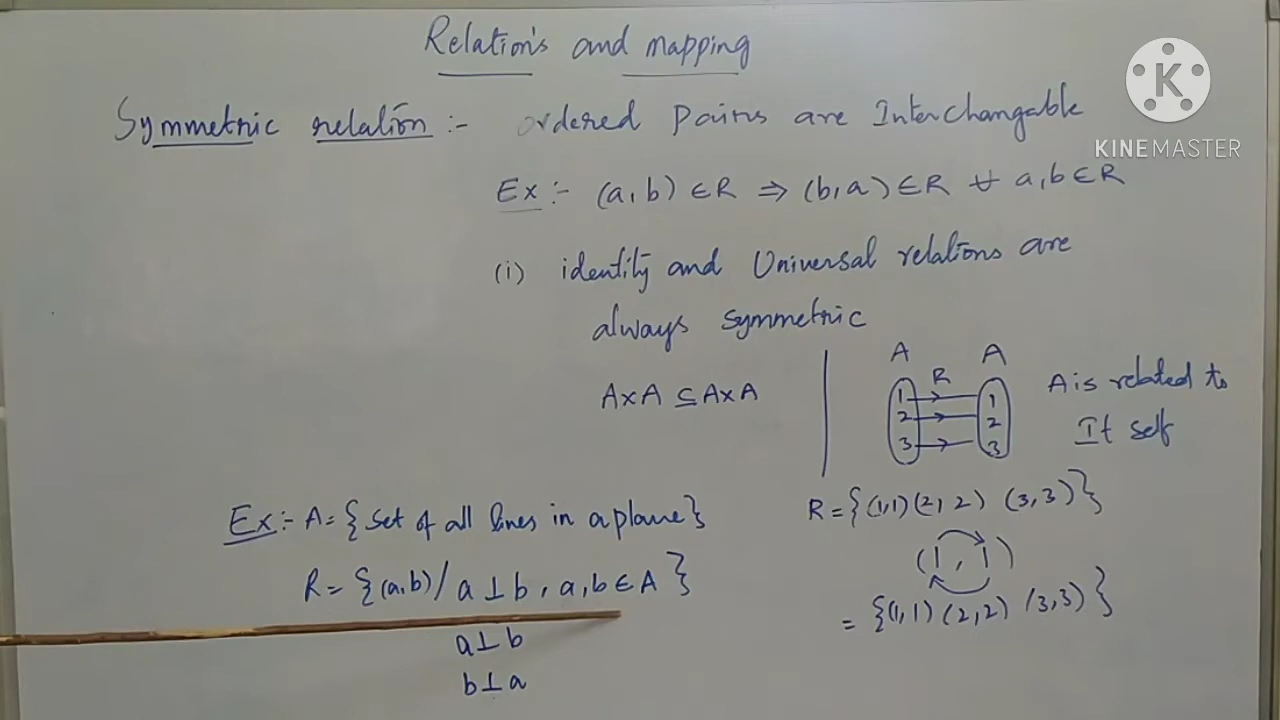 Relations and mapping
Symmetric relation :- ordered pairs are Interchangable
Ex :- (a,b) ∈ R ⇒ (b,a) ∈ R ∀ a,b ∈ R
(i) identity and Universal relations are
always symmetric
A×A ⊆ A×A
A A
R
1 1
2 2
3 3
A is related to
It self
R = {(1,1) (2,2) (3,3)}
(1, 1)
= {(1,1) (2,2) (3,3)}
Ex:- A = {set of all lines in a plane}
R = {(a,b) / a ⊥ b, a,b ∈ A}
a ⊥ b
b ⊥ a
K
KINEMASTER